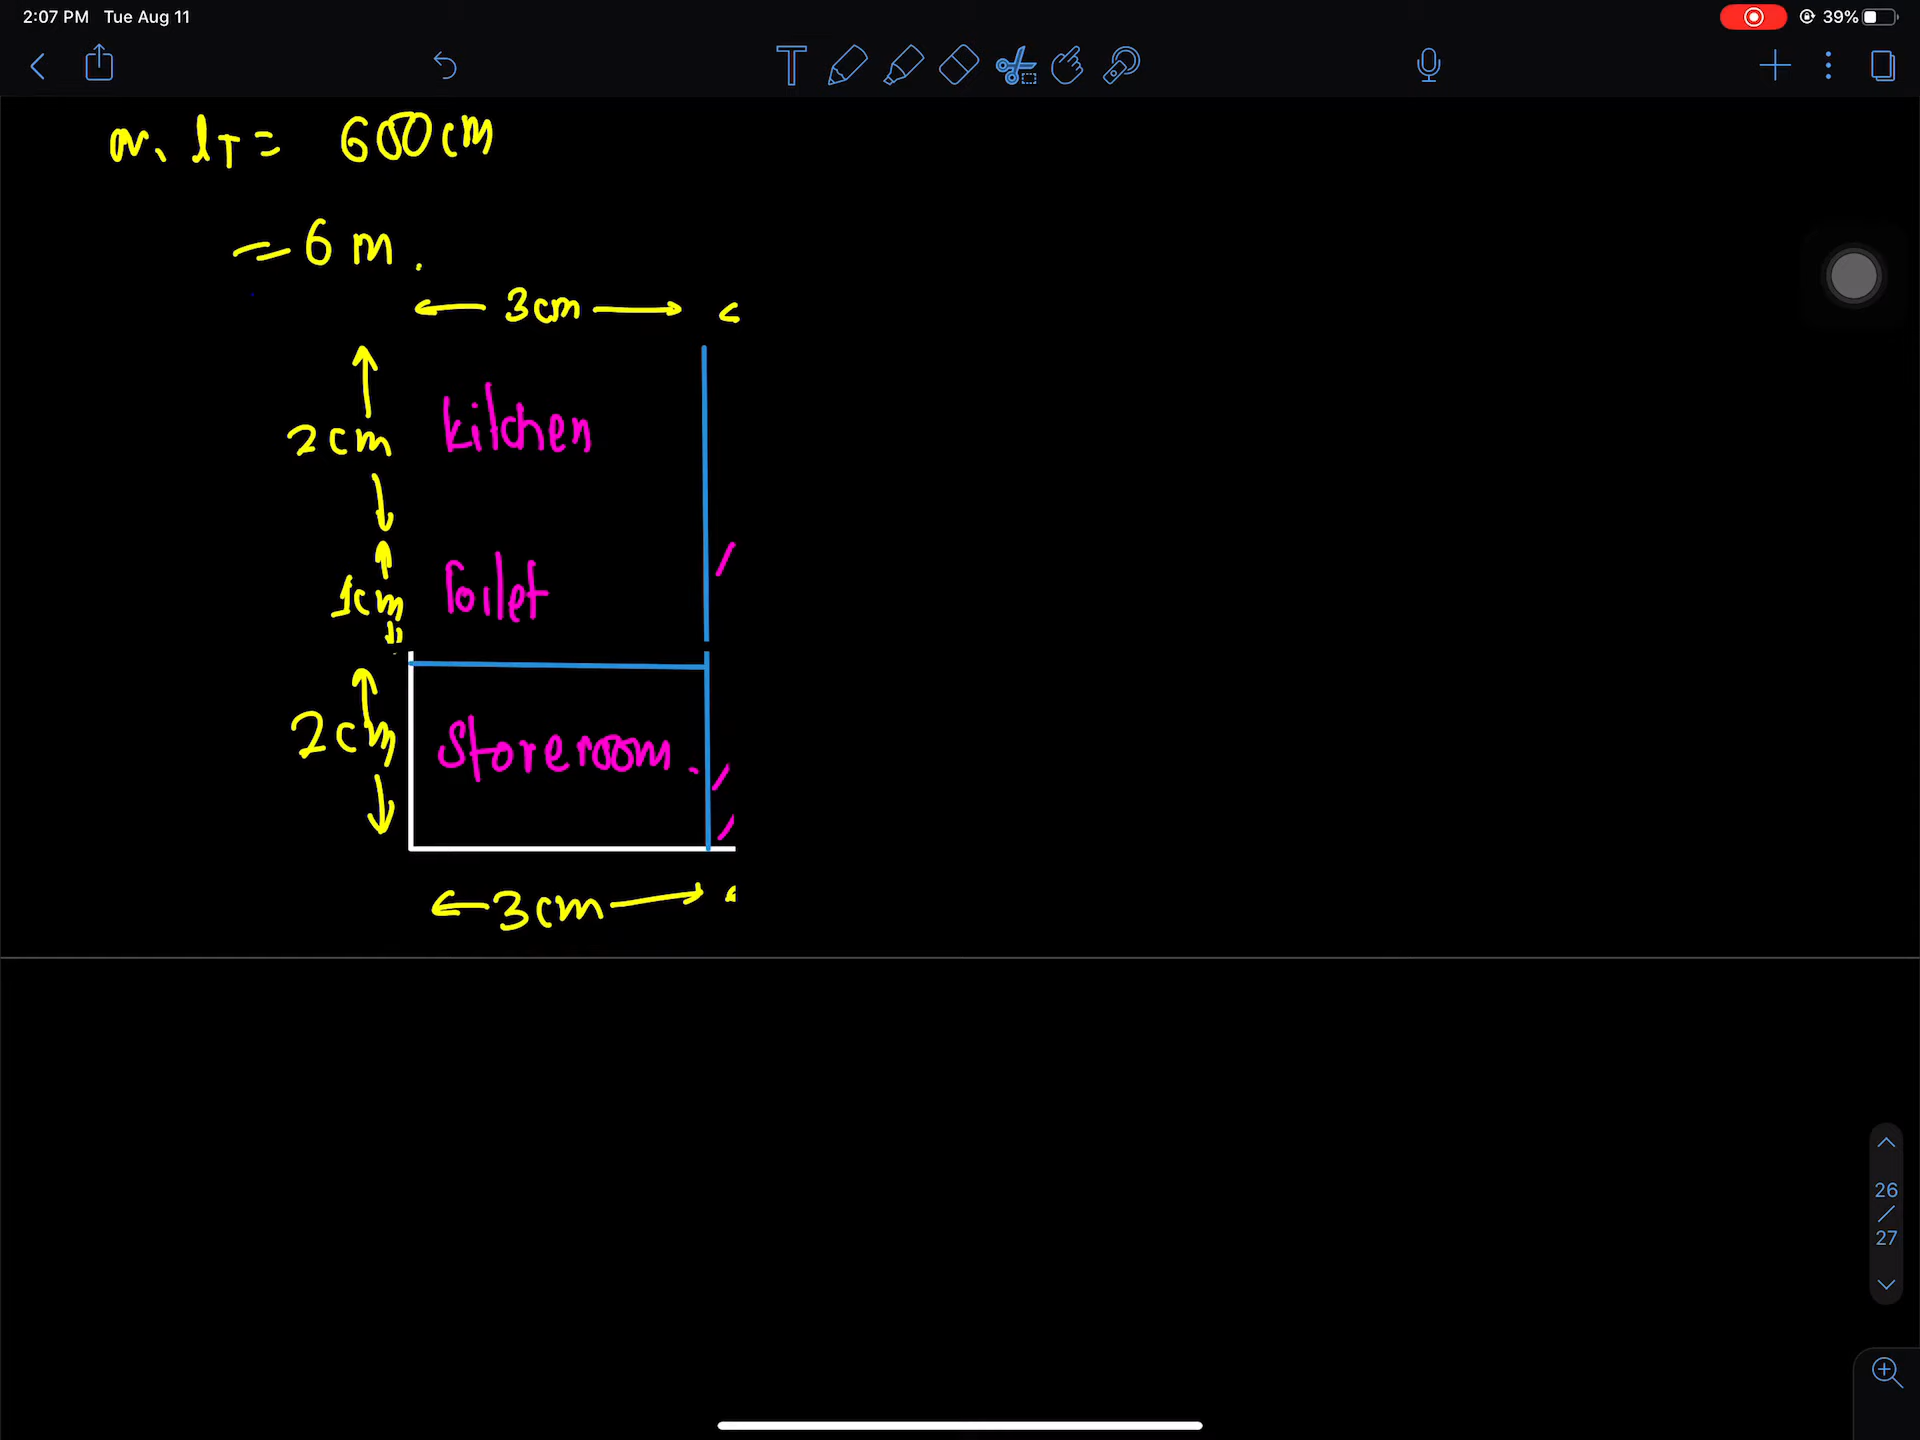 2:07 PM Tue Aug 11
39%
lT = 600cm
= 6 m.
3cm
2cm
kitchen
1cm
Toilet
2cm
Storeroom.
3cm
26
/
27